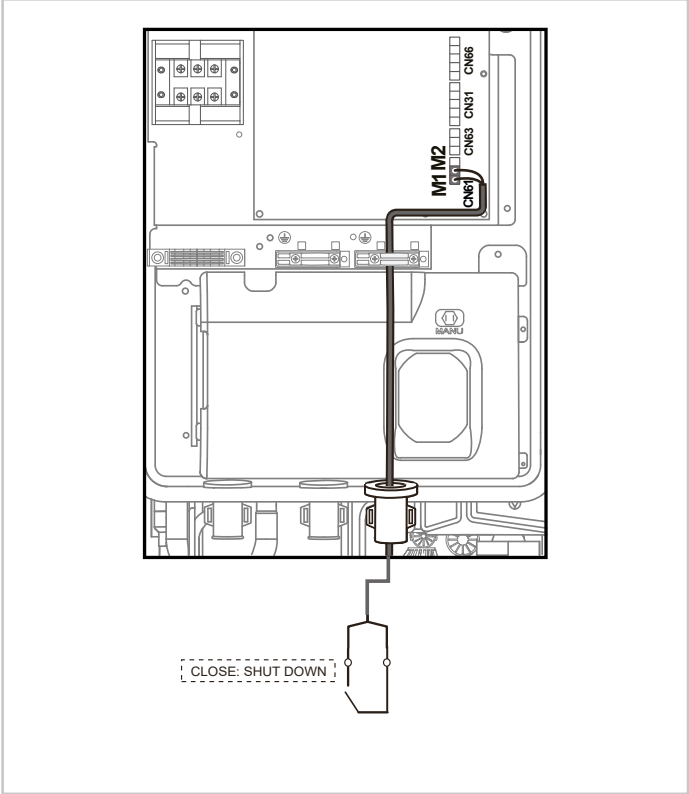 CN66
CN31
CN63
M1 M2
CN61
MANU
CLOSE: SHUT DOWN